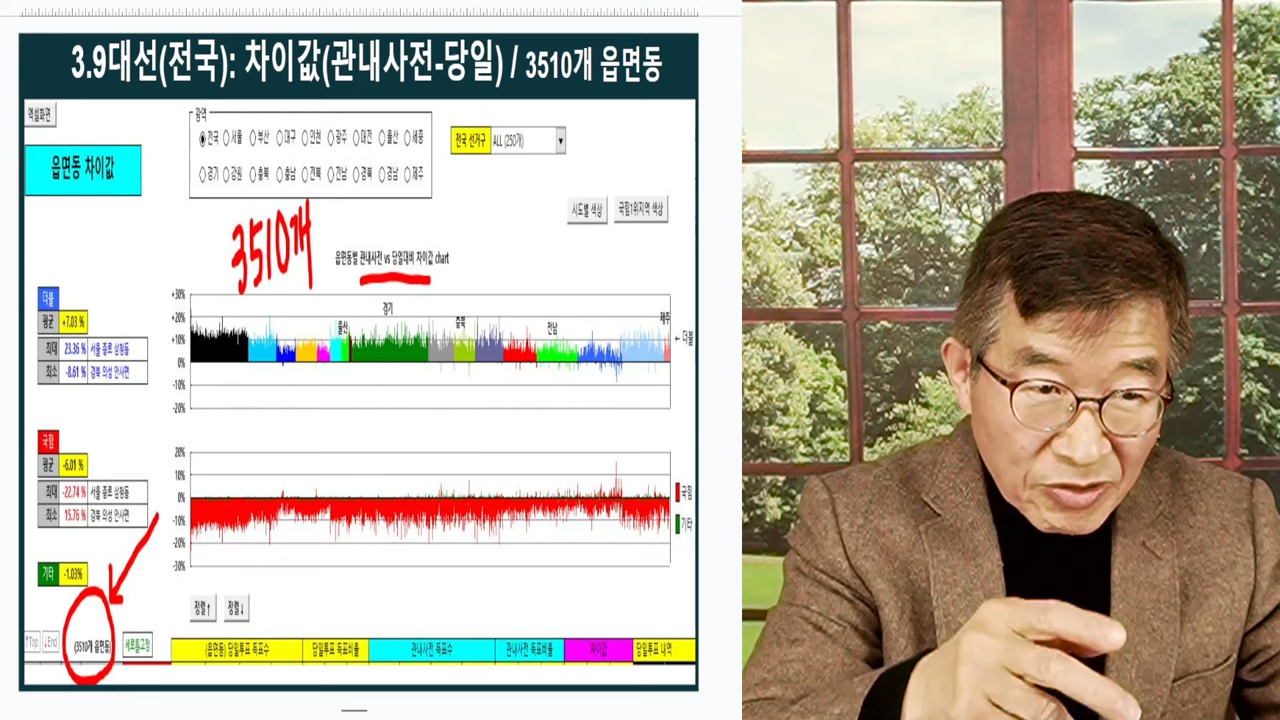 3.9대선(전국): 차이값(관내사전-당일) / 3510개 읍면동
역설화면
광역
전국 서울 부산 대구 인천 광주 대전 울산 세종
경기 강원 충북 충남 전북 전남 경북 경남 제주
전국 선거구 ALL (250개)
읍면동 차이값
시도별 색상 국힘1위지역 색상
3510개
읍면동별 관내사전 vs 당일대비 차이값 chart
더불
평균 +7.03 %
최대 23.36 % 서울 종로 삼청동
최소 -8.61 % 경북 의성 안사면
+30%
+20%
+10%
0%
-10%
-20%
경기
울산
충북
전남
제주
← 더불
국힘
평균 -6.01 %
최대 -22.74 % 서울 종로 삼청동
최소 15.76 % 경북 의성 안사면
20%
10%
0%
-10%
-20%
-30%
국힘
기타
기타 -1.03%
정렬↑ 정렬↓
↑Top ↓End (3510개 읍면동) 세로틀고정
(읍면동) 당일투표 득표수 당일투표 득표비율 관내사전 득표수 관내사전 득표비율 차이값 당일투표 내역